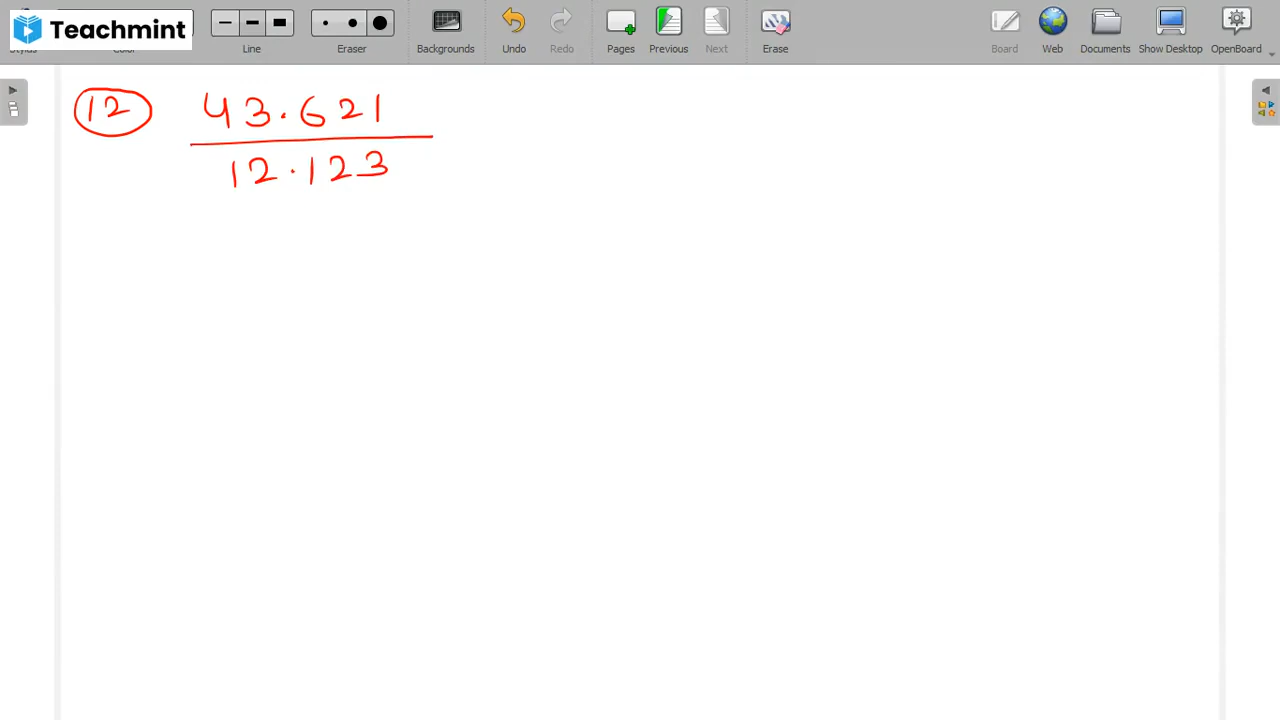 Teachmint
Line
Eraser
Backgrounds
Undo
Redo
Pages
Previous
Next
Erase
Board
Web
Documents
Show Desktop
OpenBoard
12
43.621
12.123